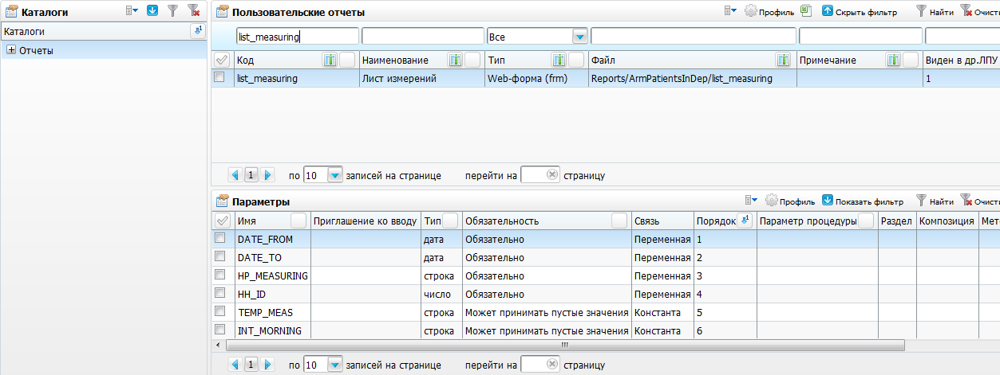 Каталоги
Каталоги
Отчеты
Пользовательские отчеты Профиль Скрыть фильтр Найти Очисти
list_measuring Все
Код Наименование Тип Файл Примечание Виден в др.ЛПУ
list_measuring Лист измерений Web-форма (frm) Reports/ArmPatientsInDep/list_measuring 1
1 по 10 записей на странице перейти на страницу
Параметры Профиль Показать фильтр Найти Очисти
Имя Приглашение ко вводу Тип Обязательность Связь Порядок Параметр процедуры Раздел Композиция Мет
DATE_FROM дата Обязательно Переменная 1
DATE_TO дата Обязательно Переменная 2
HP_MEASURING строка Обязательно Переменная 3
HH_ID число Обязательно Переменная 4
TEMP_MEAS строка Может принимать пустые значения Константа 5
INT_MORNING строка Может принимать пустые значения Константа 6
1 по 10 записей на странице перейти на страницу